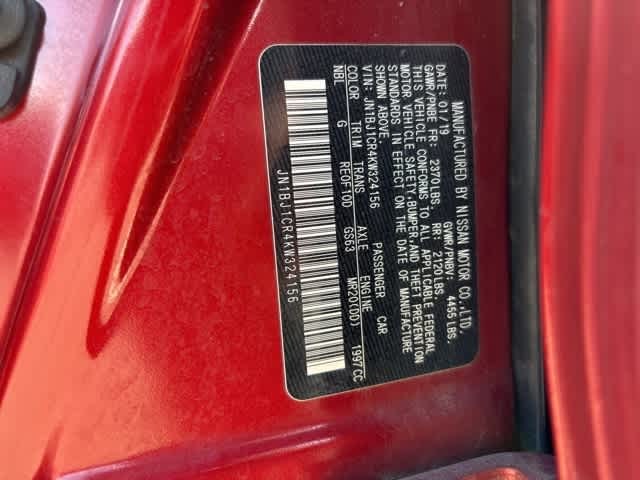 MANUFACTURED BY NISSAN MOTOR CO.,LTD.
DATE: 01/19 GVWR/PNBV: 4455 LBS.
GAWR/PNBE FR: 2370LBS. RR: 2120LBS.
THIS VEHICLE CONFORMS TO ALL APPLICABLE FEDERAL
MOTOR VEHICLE SAFETY,BUMPER,AND THEFT PREVENTION
STANDARDS IN EFFECT ON THE DATE OF MANUFACTURE
SHOWN ABOVE.
VIN: JN1BJ1CR4KW324156 PASSENGER CAR
COLOR TRIM TRANS AXLE ENGINE
NBL G RE0F10D GS63 MR20(DD) 1997CC
JN1BJ1CR4KW324156